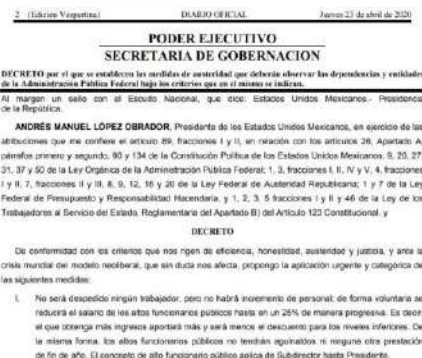 2    (Edición Vespertina)    DIARIO OFICIAL    Jueves 23 de abril de 2020
PODER EJECUTIVO
SECRETARIA DE GOBERNACION
DECRETO por el que se establecen las medidas de austeridad que deberán observar las dependencias y entidades
de la Administración Pública Federal bajo los criterios que en el mismo se indican.
Al margen un sello con el Escudo Nacional, que dice: Estados Unidos Mexicanos.- Presidencia
de la República.
ANDRÉS MANUEL LÓPEZ OBRADOR, Presidente de los Estados Unidos Mexicanos, en ejercicio de las
atribuciones que me confiere el artículo 89, fracciones I y II, en relación con los artículos 26, Apartado A,
párrafos primero y segundo, 90 y 134 de la Constitución Política de los Estados Unidos Mexicanos, 9, 20, 27,
31, 37 y 50 de la Ley Orgánica de la Administración Pública Federal; 1, 3, fracciones I, II, IV y V, 4, fracciones
I y II, 7, fracciones II y III, 8, 9, 12, 16 y 20 de la Ley Federal de Austeridad Republicana; 1 y 7 de la Ley
Federal de Presupuesto y Responsabilidad Hacendaria, y 1, 2, 3, 5 fracciones I y II y 46 de la Ley de los
Trabajadores al Servicio del Estado, Reglamentaria del Apartado B) del Artículo 123 Constitucional, y
DECRETO
De conformidad con los criterios que nos rigen de eficiencia, honestidad, austeridad y justicia, y ante la
crisis mundial del modelo neoliberal, que sin duda nos afecta, propongo la aplicación urgente y categórica de
las siguientes medidas:
I. No será despedido ningún trabajador, pero no habrá incremento de personal; de forma voluntaria se
reducirá el salario de los altos funcionarios públicos hasta en un 25% de manera progresiva. Es decir,
el que obtenga más ingresos aportará más y será menos el descuento para los niveles inferiores. De
la misma forma, los altos funcionarios públicos no tendrán aguinaldos ni ninguna otra prestación
de fin de año. El concepto de alto funcionario público aplica de Subdirector hasta Presidente.